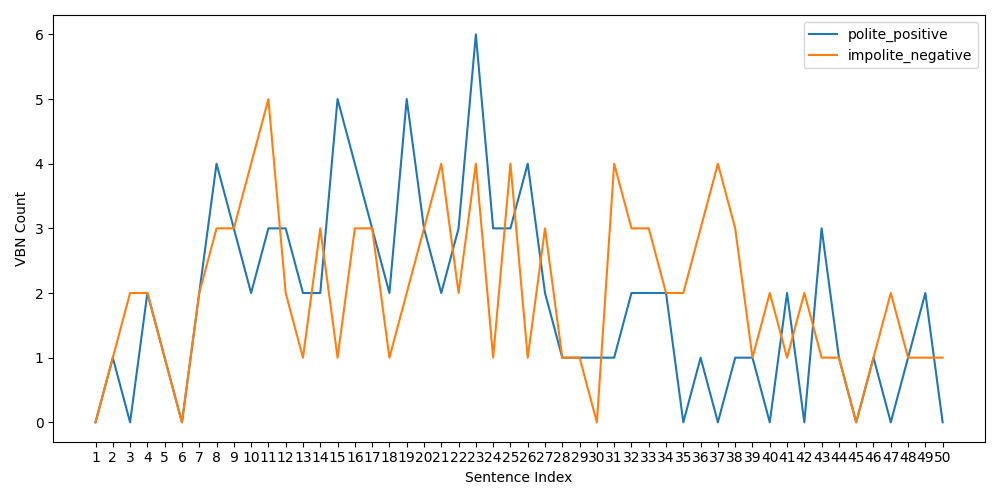 polite_positive
impolite_negative
VBN Count
6
5
4
3
2
1
0
1 2 3 4 5 6 7 8 9 10 11 12 13 14 15 16 17 18 19 20 21 22 23 24 25 26 27 28 29 30 31 32 33 34 35 36 37 38 39 40 41 42 43 44 45 46 47 48 49 50
Sentence Index